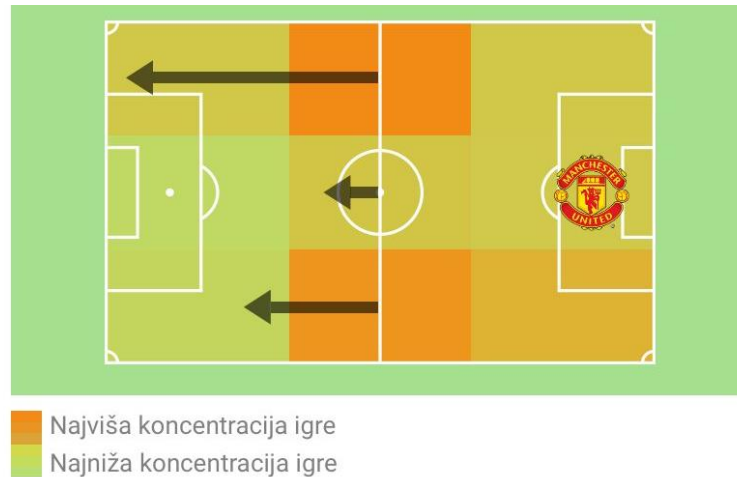 MANCHESTER
UNITED
Najviša koncentracija igre
Najniža koncentracija igre